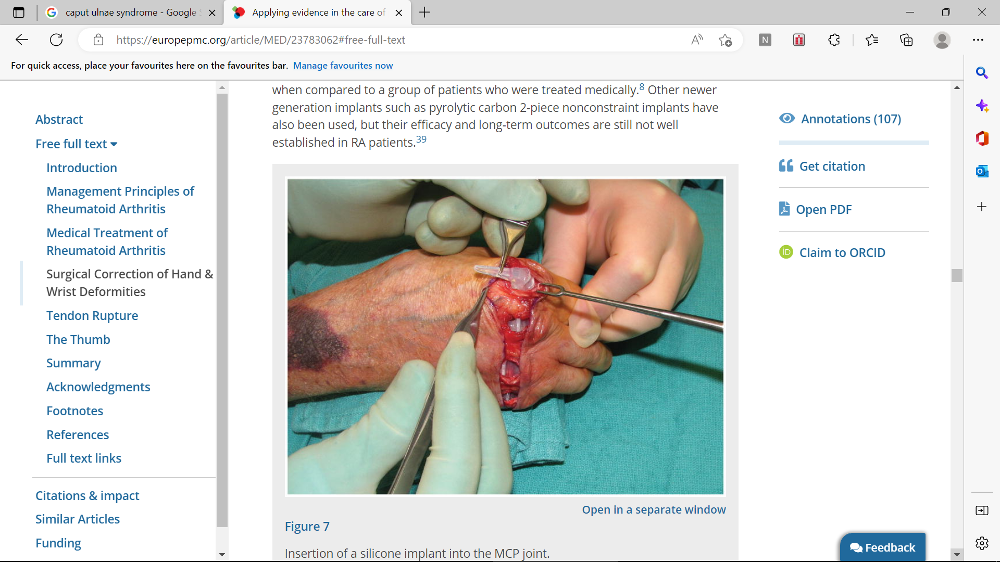 caput ulnae syndrome - Google S
Applying evidence in the care of
https://europepmc.org/article/MED/23783062#free-full-text
For quick access, place your favourites here on the favourites bar. Manage favourites now
Abstract
Free full text
Introduction
Management Principles of
Rheumatoid Arthritis
Medical Treatment of
Rheumatoid Arthritis
Surgical Correction of Hand &
Wrist Deformities
Tendon Rupture
The Thumb
Summary
Acknowledgments
Footnotes
References
Full text links
Citations & impact
Similar Articles
Funding
when compared to a group of patients who were treated medically.8 Other newer
generation implants such as pyrolytic carbon 2-piece nonconstraint implants have
also been used, but their efficacy and long-term outcomes are still not well
established in RA patients.39
Open in a separate window
Figure 7
Insertion of a silicone implant into the MCP joint.
Annotations (107)
Get citation
Open PDF
iD Claim to ORCID
Feedback